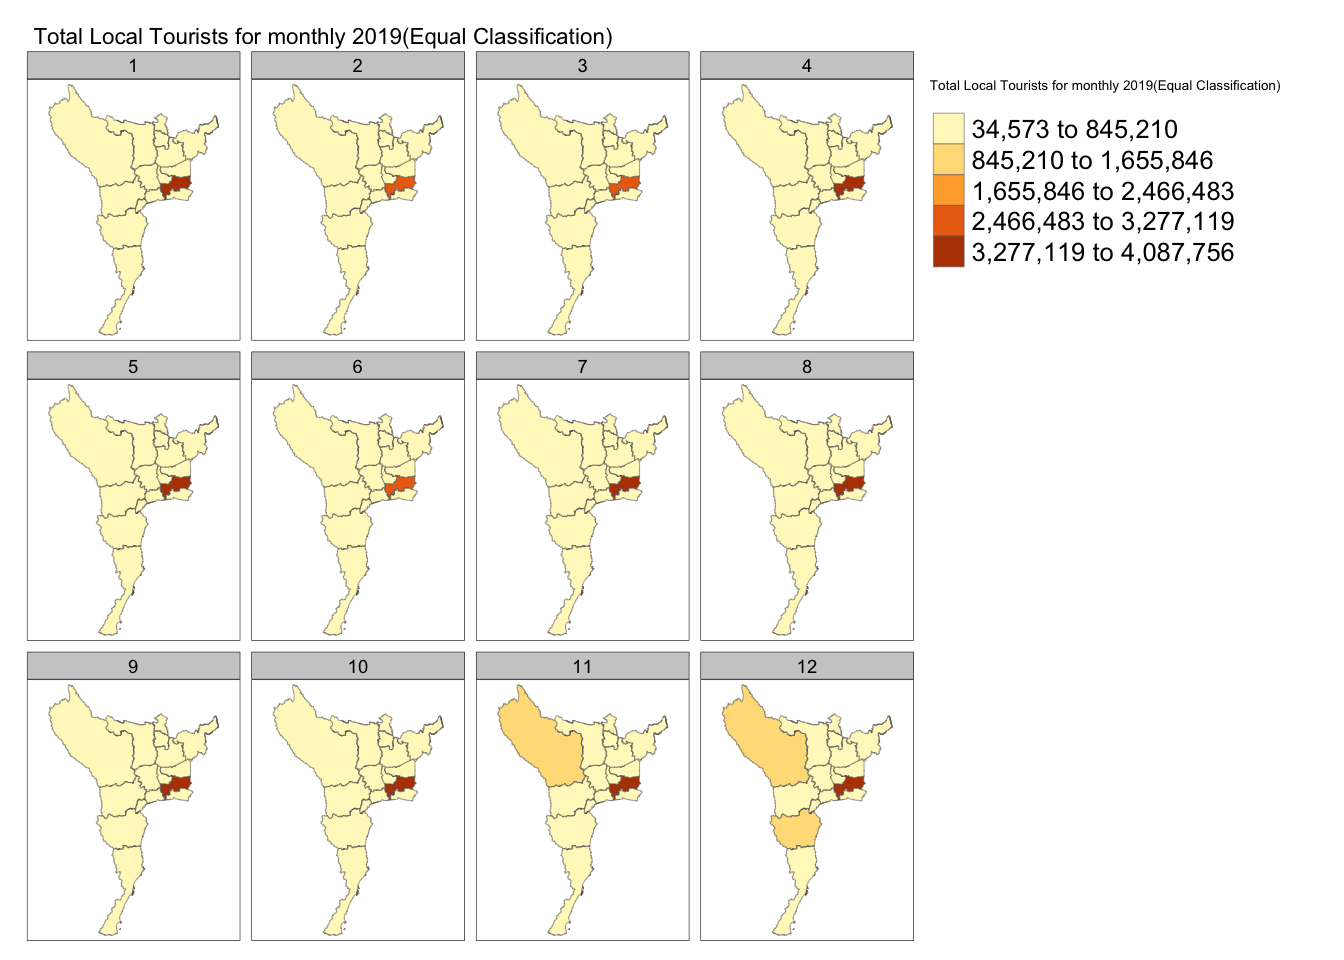 Total Local Tourists for monthly 2019(Equal Classification)
1
2
3
4
Total Local Tourists for monthly 2019(Equal Classification)
34,573 to 845,210
845,210 to 1,655,846
1,655,846 to 2,466,483
2,466,483 to 3,277,119
3,277,119 to 4,087,756
5
6
7
8
9
10
11
12